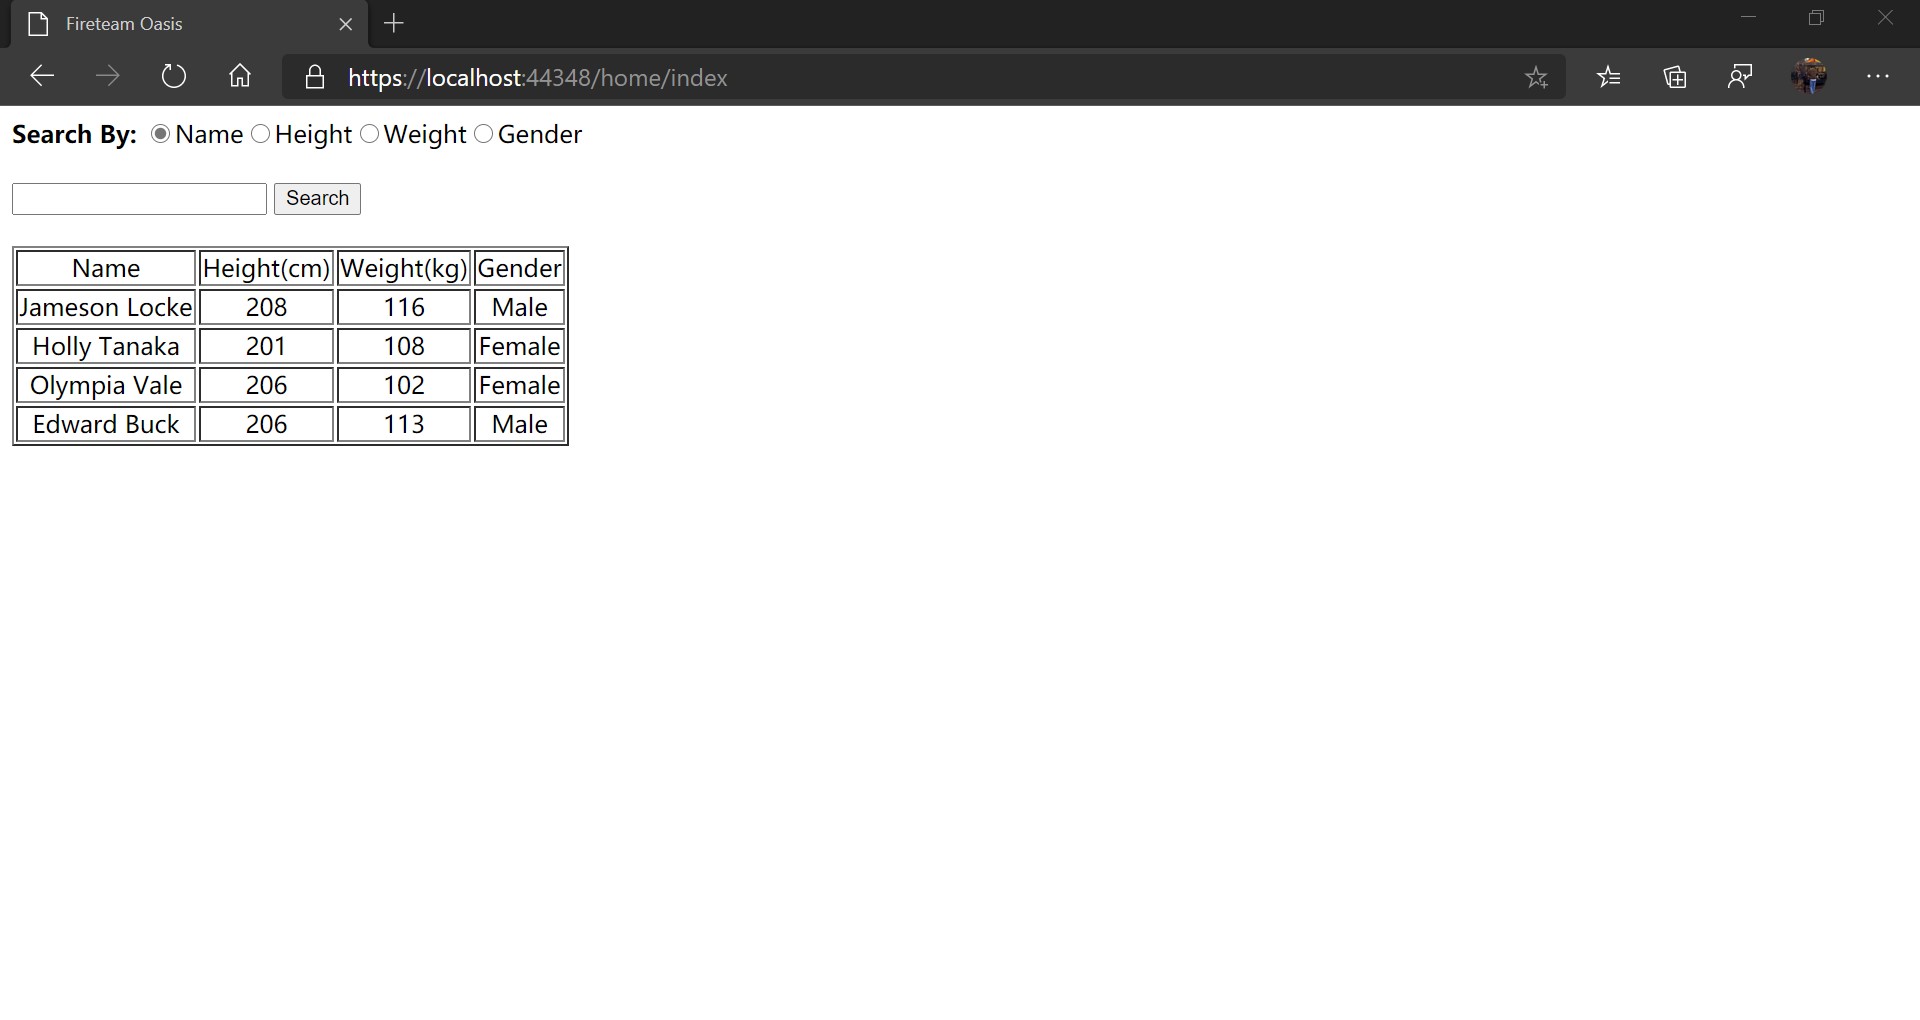 Fireteam Oasis
https://localhost:44348/home/index
Search By: Name Height Weight Gender
Search
Name Height(cm) Weight(kg) Gender
Jameson Locke 208 116 Male
Holly Tanaka 201 108 Female
Olympia Vale 206 102 Female
Edward Buck 206 113 Male